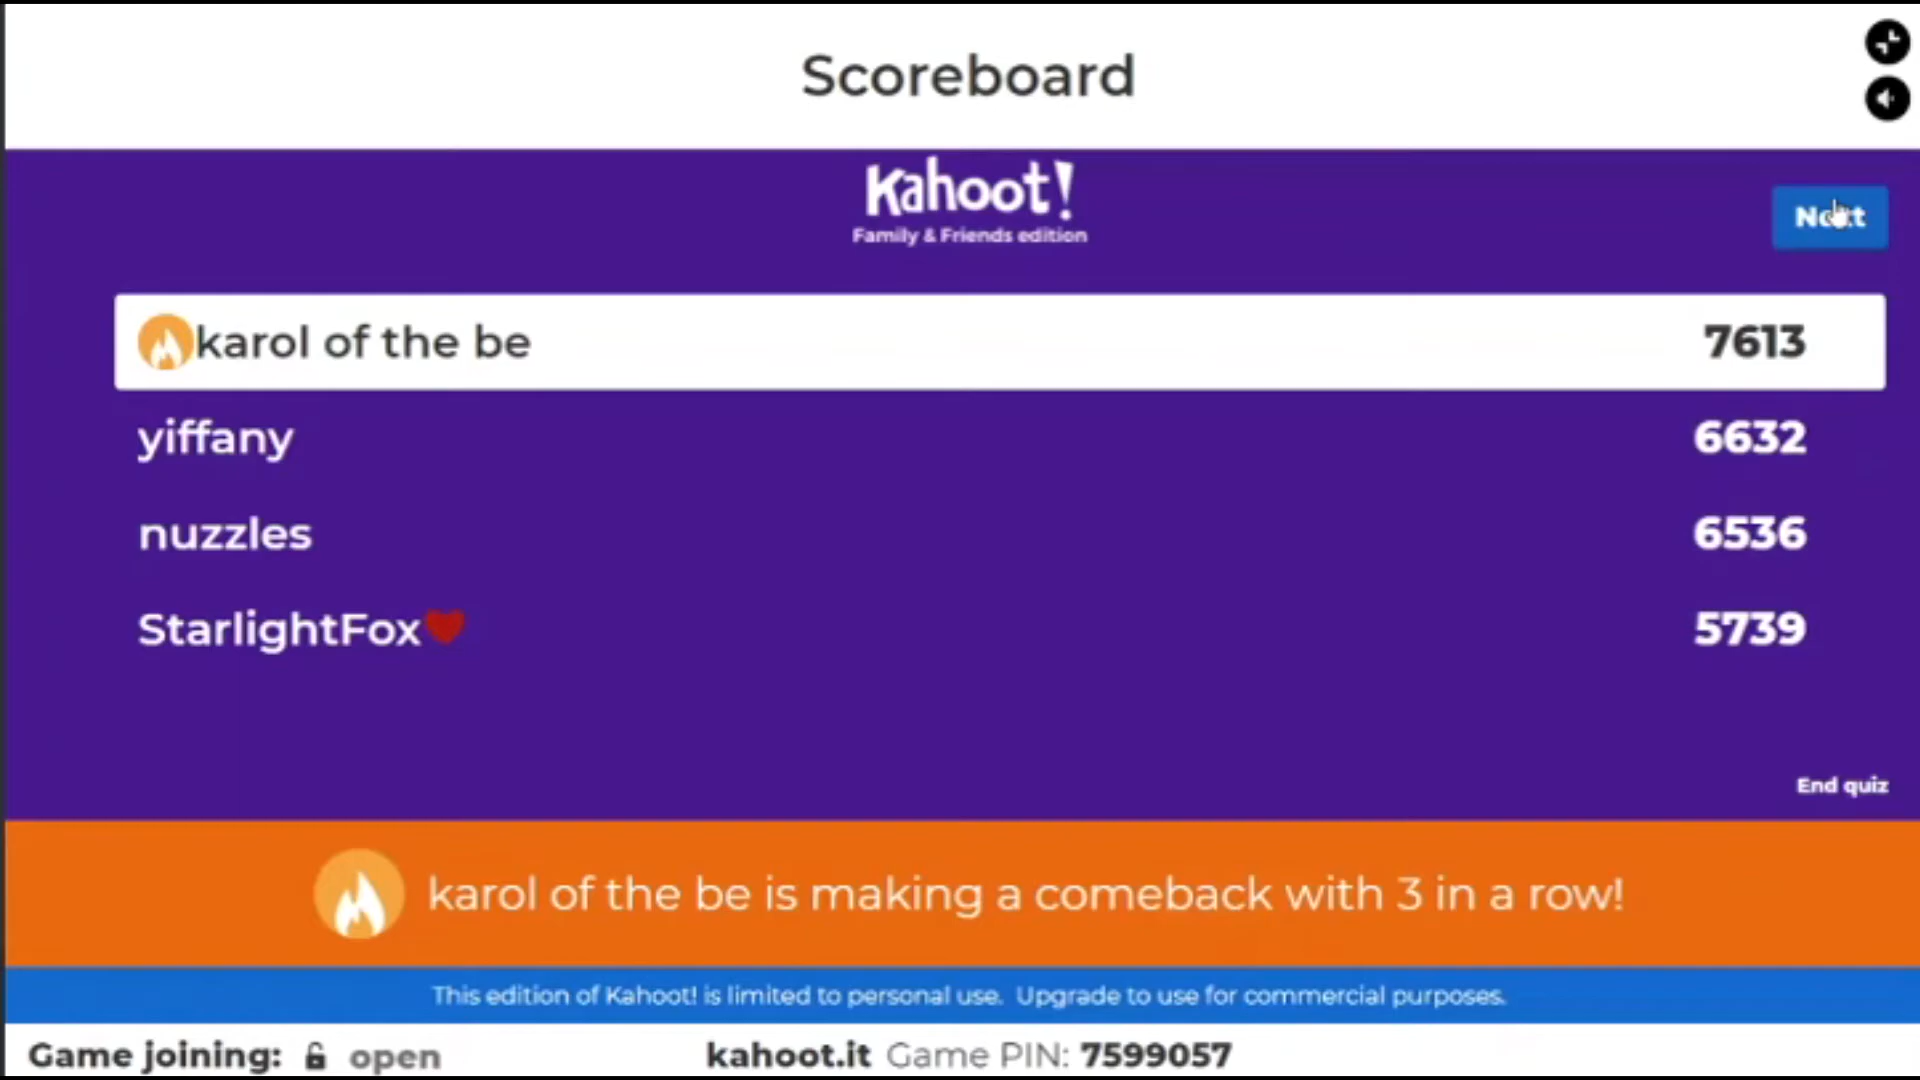 Scoreboard
Kahoot!
Family & Friends edition
Next
karol of the be 7613
yiffany 6632
nuzzles 6536
StarlightFox❤ 5739
End quiz
karol of the be is making a comeback with 3 in a row!
This edition of Kahoot! is limited to personal use. Upgrade to use for commercial purposes.
Game joining: open kahoot.it Game PIN: 7599057